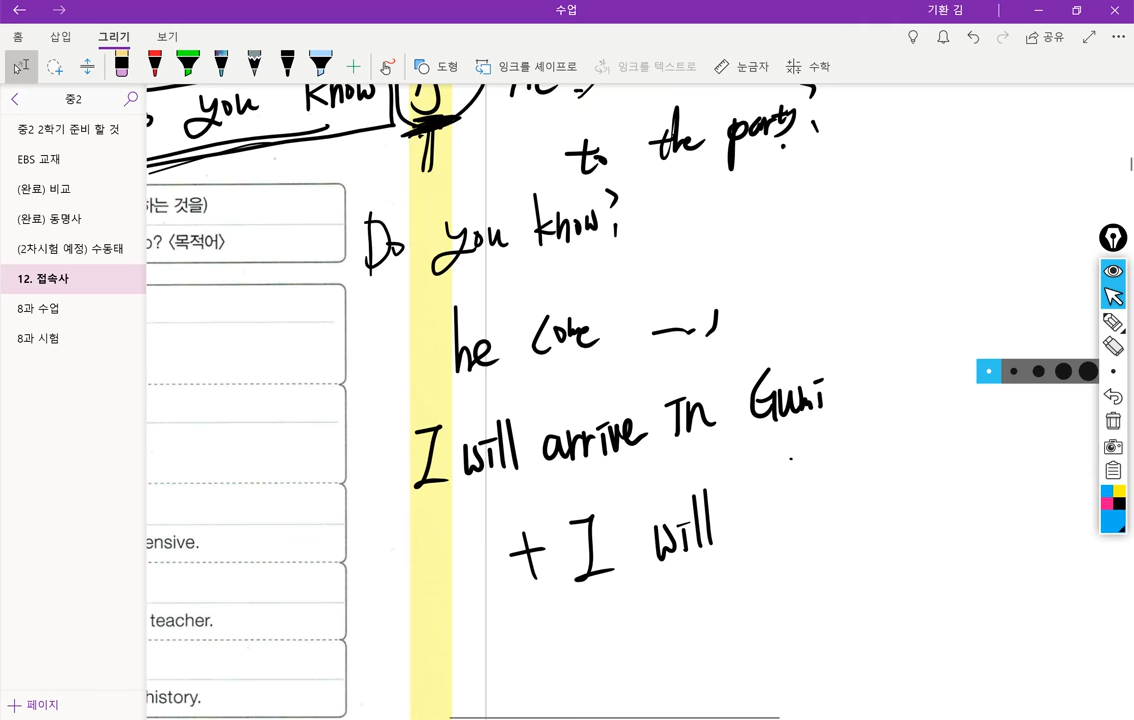 수업
기환 김
홈 삽입 그리기 보기
공유
도형 잉크를 셰이프로 잉크를 텍스트로 눈금자 수학
중2
중2 2학기 준비 할 것
EBS 교재
(완료) 비교
(완료) 동명사
(2차시험 예정) 수동태
12. 접속사
8과 수업
8과 시험
페이지
you know
to the party?
하는 것을)
o? <목적어>
Do you know?
he come
I will arrive in Gumi
+ I will
ensive.
teacher.
history.